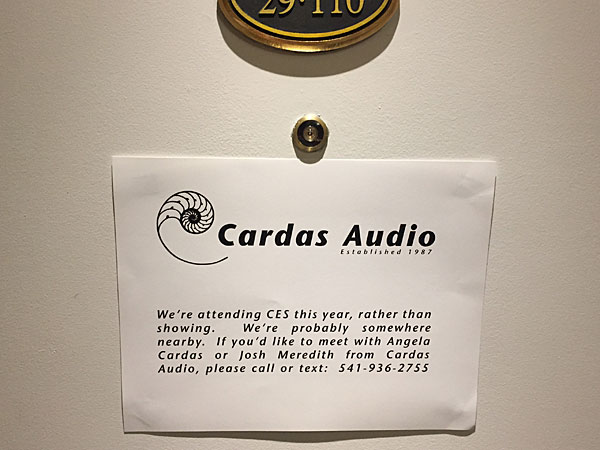 29·110
Cardas Audio
Established 1987
We're attending CES this year, rather than
showing. We're probably somewhere
nearby. If you'd like to meet with Angela
Cardas or Josh Meredith from Cardas
Audio, please call or text: 541-936-2755